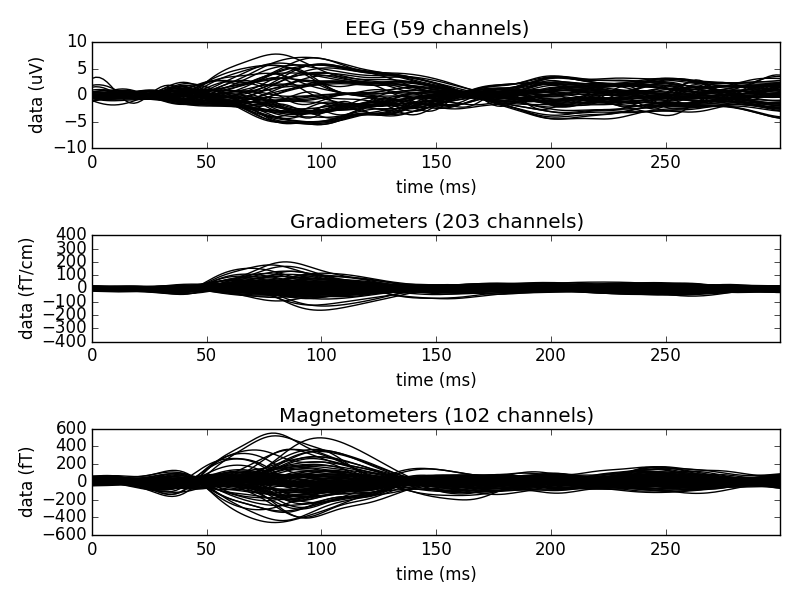 EEG (59 channels)
data (uV)
10
5
0
−5
−10
0 50 100 150 200 250
time (ms)
Gradiometers (203 channels)
data (fT/cm)
400
300
200
100
0
−100
−200
−300
−400
0 50 100 150 200 250
time (ms)
Magnetometers (102 channels)
data (fT)
600
400
200
0
−200
−400
−600
0 50 100 150 200 250
time (ms)